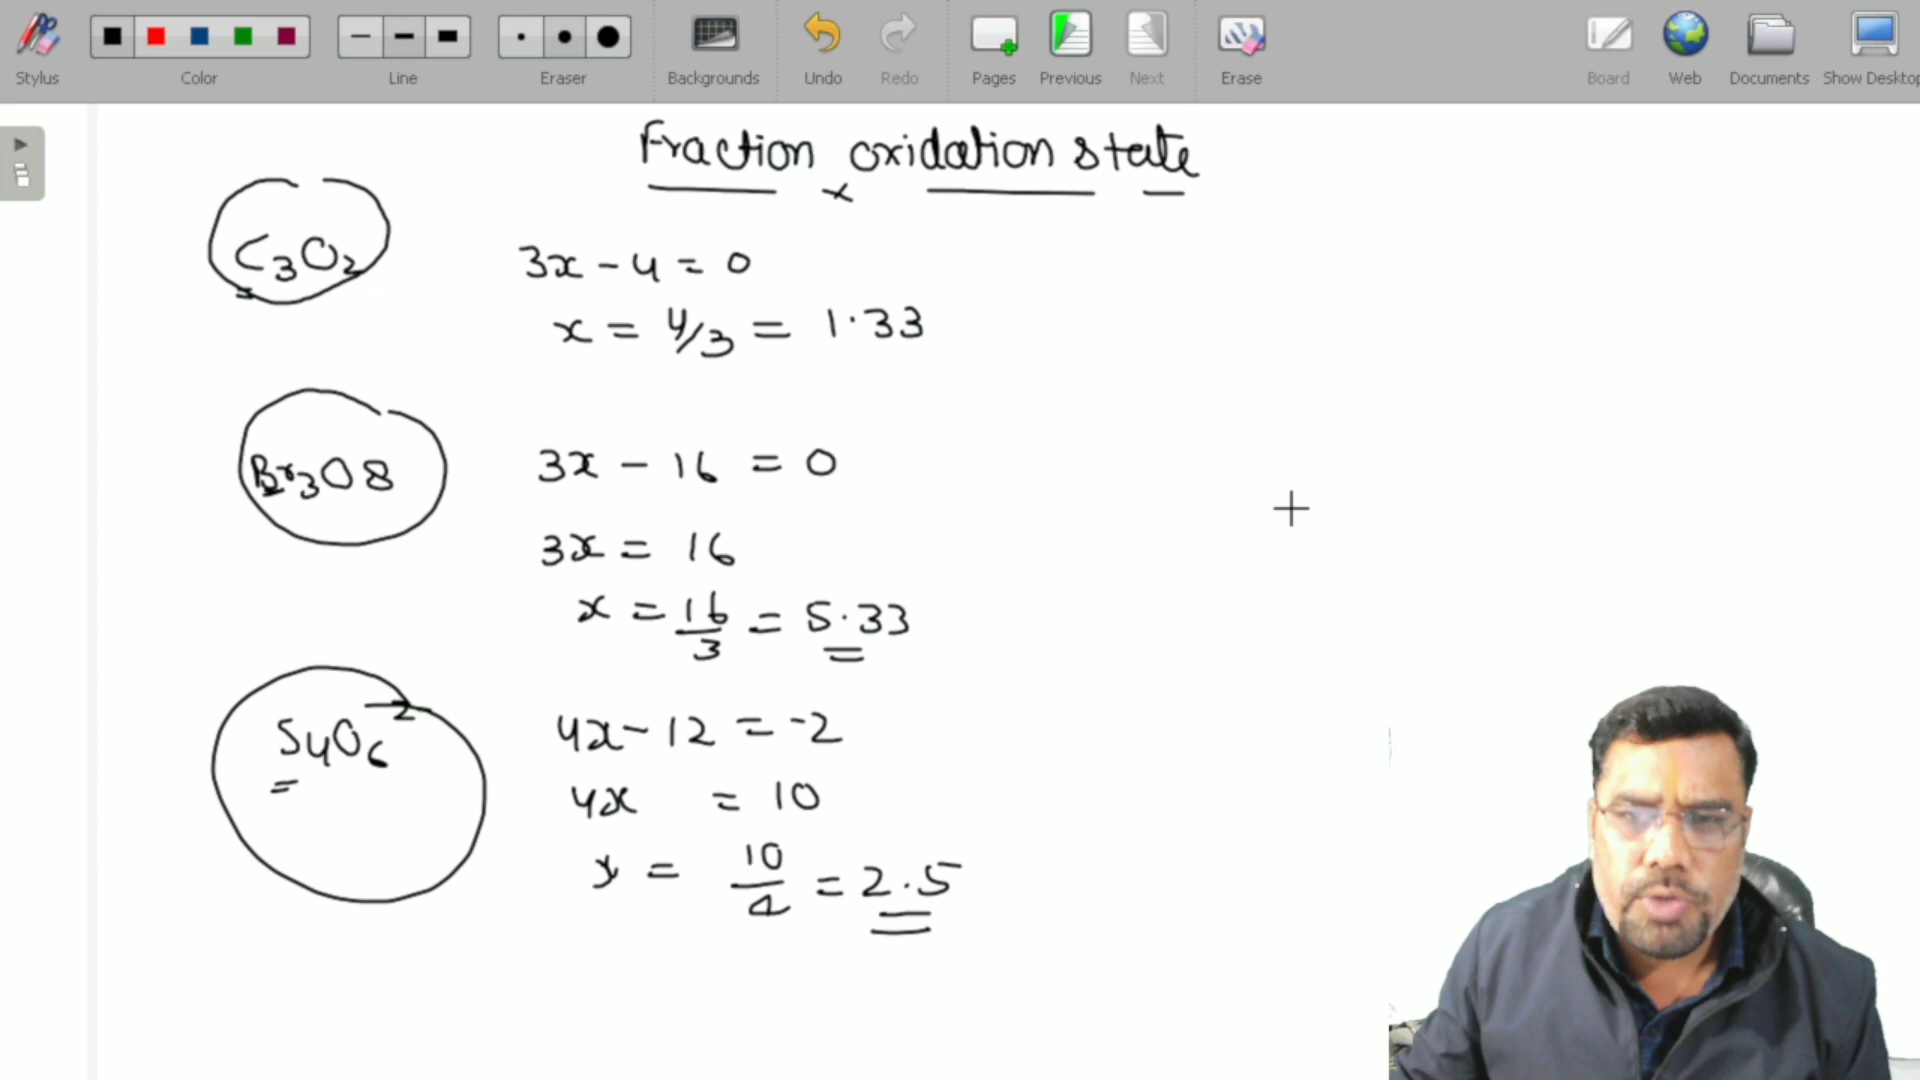 Stylus Color Line Eraser Backgrounds Undo Redo Pages Previous Next Erase Board Web Documents Show Desktop
Fraction oxidation state
C3O2
3x - 4 = 0
x = 4/3 = 1.33
Br3O8
3x - 16 = 0
3x = 16
x = 16/3 = 5.33
S4O6-2
4x - 12 = -2
4x = 10
x = 10/4 = 2.5